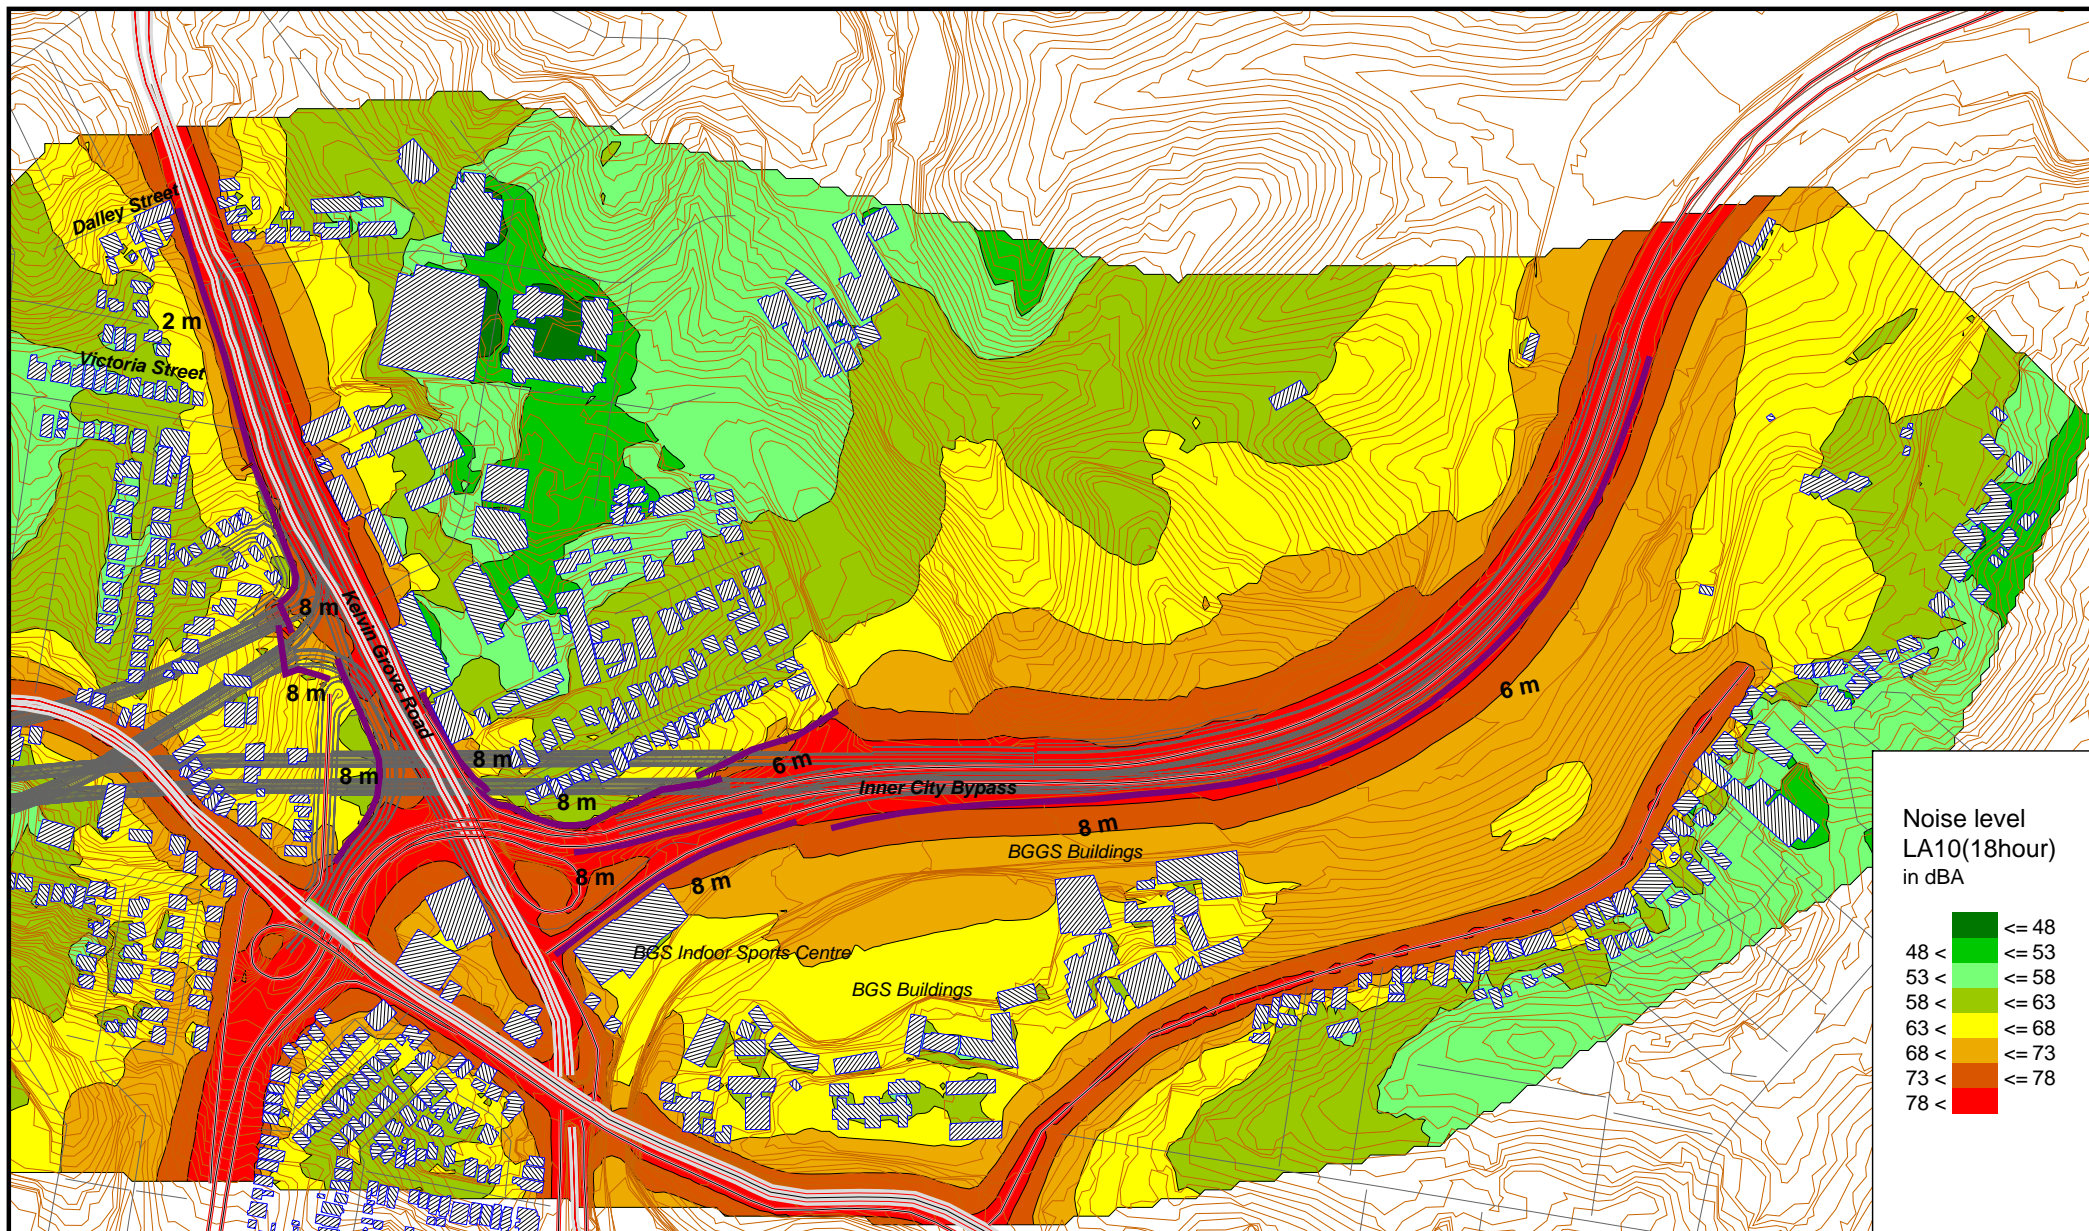 Dalley Street
2 m
Victoria Street
8 m
Kelvin Grove Road
8 m
6 m
8 m
8 m
6 m
8 m
Inner City Bypass
8 m
8 m
BGGS Buildings
8 m
8 m
BGS Indoor Sports Centre
BGS Buildings
Noise level
LA10(18hour)
in dBA
<= 48
48 < <= 53
53 < <= 58
58 < <= 63
63 < <= 68
68 < <= 73
73 < <= 78
78 <